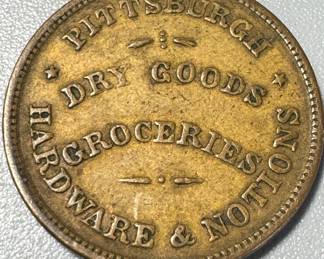 PITTSBURGH
DRY GOODS
GROCERIES
HARDWARE & NOTIONS